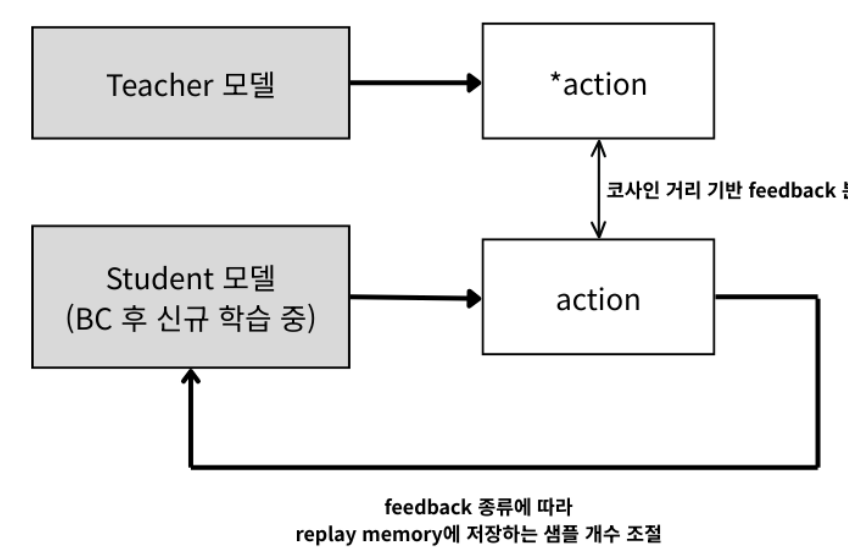 Teacher 모델
*action
코사인 거리 기반 feedback
Student 모델
(BC 후 신규 학습 중)
action
feedback 종류에 따라
replay memory에 저장하는 샘플 개수 조절